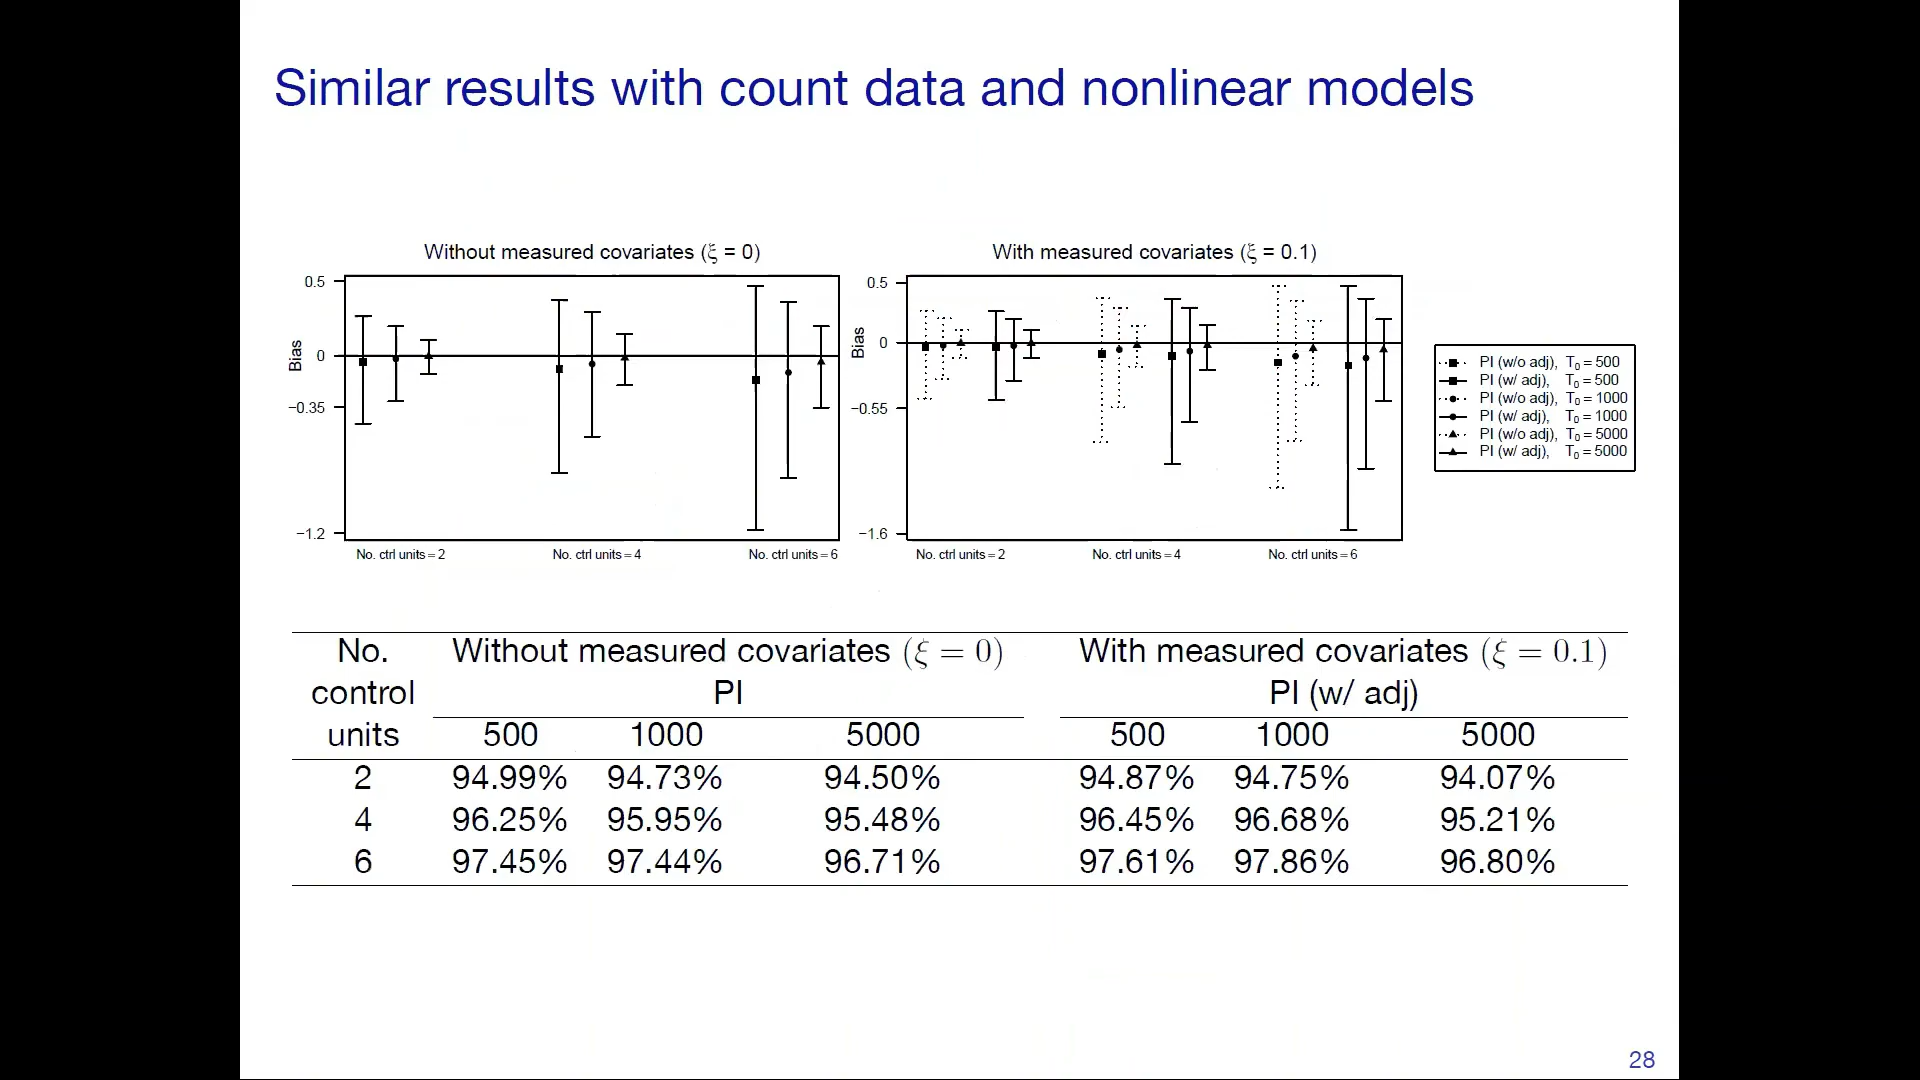 Similar results with count data and nonlinear models
Without measured covariates (ξ = 0)
0.5
0
−0.35
−1.2
Bias
No. ctrl units = 2
No. ctrl units = 4
No. ctrl units = 6
With measured covariates (ξ = 0.1)
0.5
0
−0.55
−1.6
Bias
No. ctrl units = 2
No. ctrl units = 4
No. ctrl units = 6
PI (w/o adj), T₀ = 500
PI (w/ adj), T₀ = 500
PI (w/o adj), T₀ = 1000
PI (w/ adj), T₀ = 1000
PI (w/o adj), T₀ = 5000
PI (w/ adj), T₀ = 5000
No. Without measured covariates (ξ = 0) With measured covariates (ξ = 0.1)
control PI PI (w/ adj)
units 500 1000 5000 500 1000 5000
2 94.99% 94.73% 94.50% 94.87% 94.75% 94.07%
4 96.25% 95.95% 95.48% 96.45% 96.68% 95.21%
6 97.45% 97.44% 96.71% 97.61% 97.86% 96.80%
28